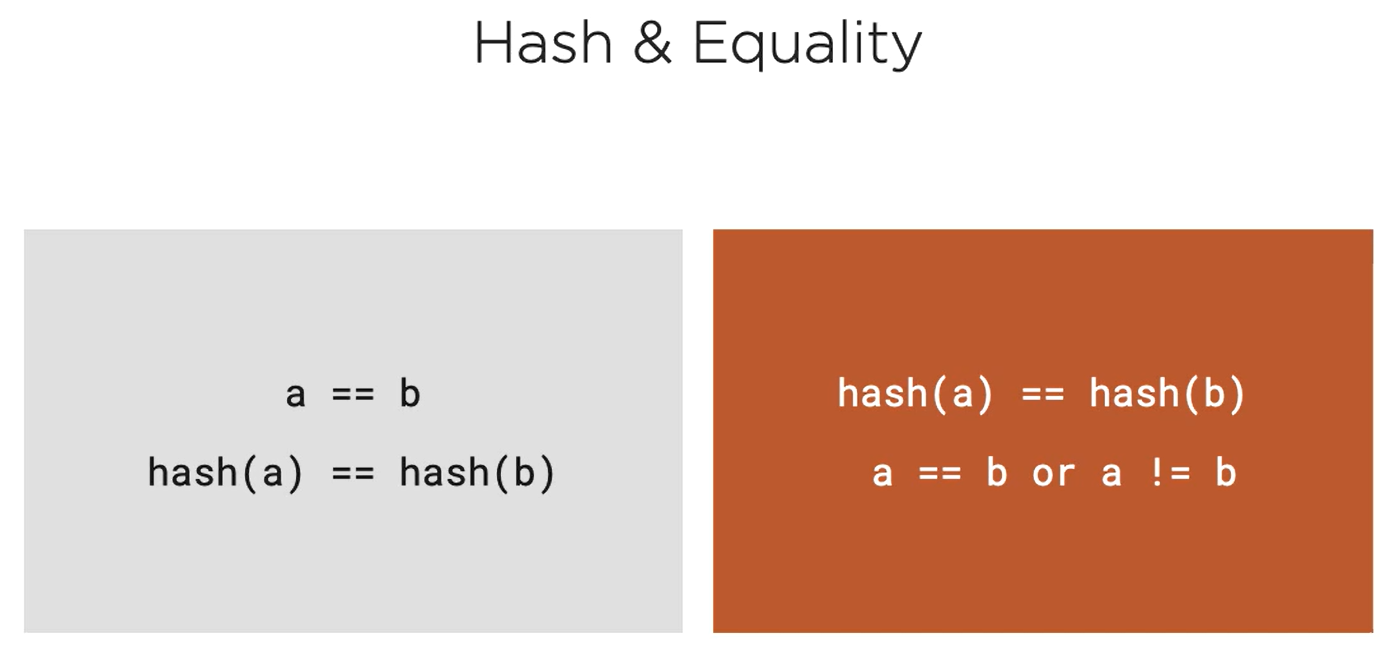 Hash & Equality
a == b
hash(a) == hash(b)
hash(a) == hash(b)
a == b or a != b